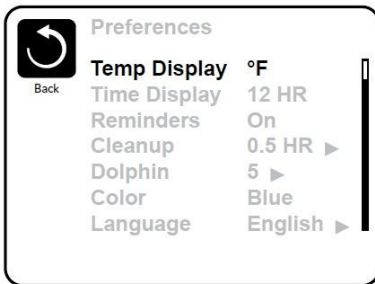 Preferences
Temp Display °F
Back
Time Display 12 HR
Reminders On
Cleanup 0.5 HR ▶
Dolphin 5 ▶
Color Blue
Language English ▶